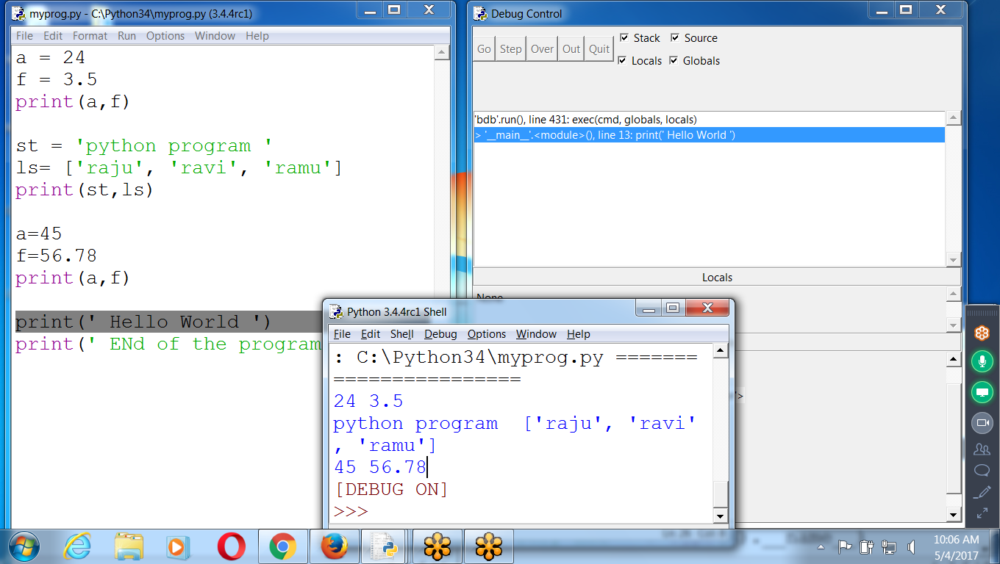 myprog.py - C:\Python34\myprog.py (3.4.4rc1)
File Edit Format Run Options Window Help
a = 24
f = 3.5
print(a,f)
st = 'python program '
ls= ['raju', 'ravi', 'ramu']
print(st,ls)
a=45
f=56.78
print(a,f)
print(' Hello World ')
print(' ENd of the program
Debug Control
Go Step Over Out Quit
Stack Source
Locals Globals
'bdb'.run(), line 431: exec(cmd, globals, locals)
> '__main__'.<module>(), line 13: print(' Hello World ')
Locals
None
>
Python 3.4.4rc1 Shell
File Edit Shell Debug Options Window Help
: C:\Python34\myprog.py =======
================
24 3.5
python program  ['raju', 'ravi'
, 'ramu']
45 56.78
[DEBUG ON]
>>>
10:06 AM
5/4/2017